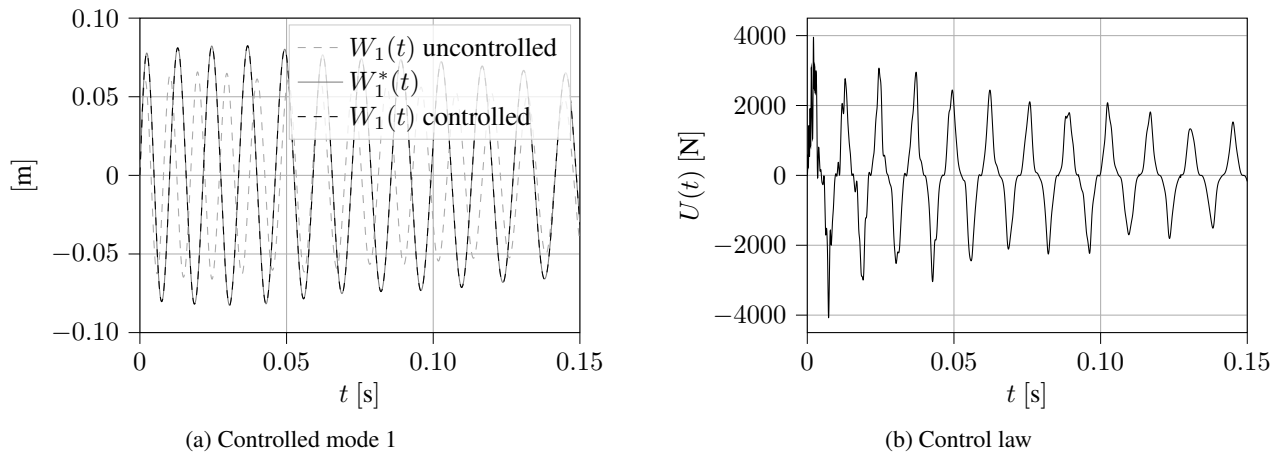 0.10
0.05
0
−0.05
−0.10
[m]
W₁(t) uncontrolled
W₁*(t)
W₁(t) controlled
0 0.05 0.10 0.15
t [s]
(a) Controlled mode 1
4000
2000
0
−2000
−4000
U(t) [N]
0 0.05 0.10 0.15
t [s]
(b) Control law